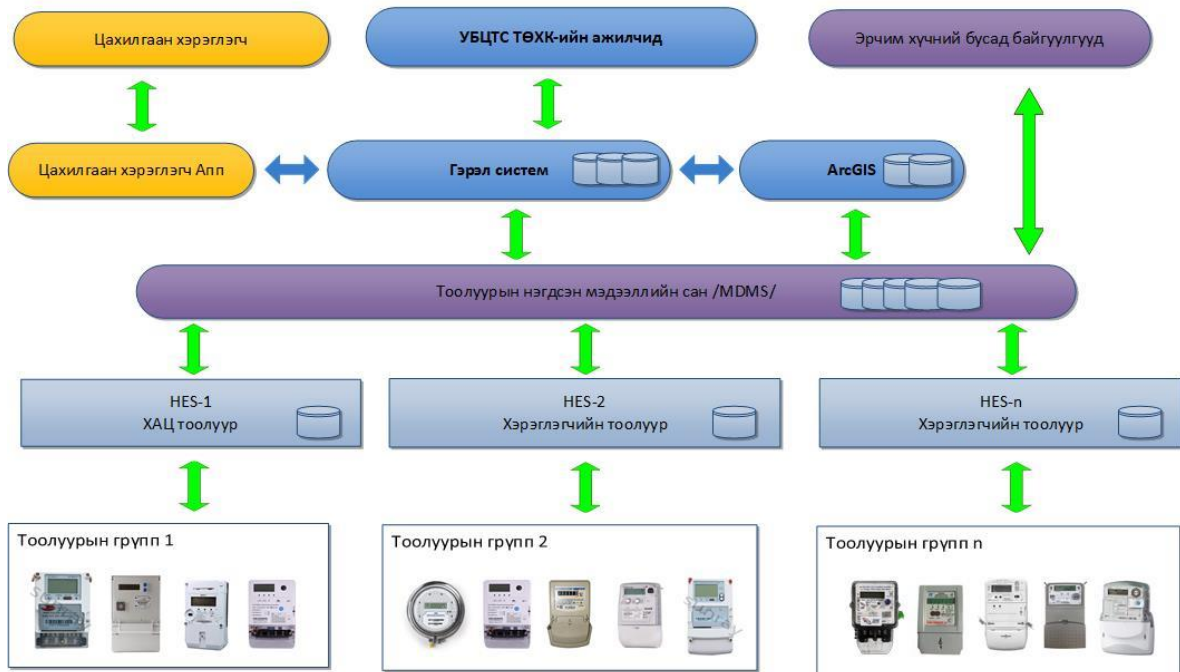 Цахилгаан хэрэглэгч
УБЦТС ТӨХК-ийн ажилчид
Эрчим хүчний бусад байгуулгууд
Цахилгаан хэрэглэгч Апп
Гэрэл систем
ArcGIS
Тоолуурын нэгдсэн мэдээллийн сан /MDMS/
HES-1
ХАЦ тоолуур
HES-2
Хэрэглэгчийн тоолуур
HES-n
Хэрэглэгчийн тоолуур
Тоолуурын групп 1
Тоолуурын групп 2
Тоолуурын групп n